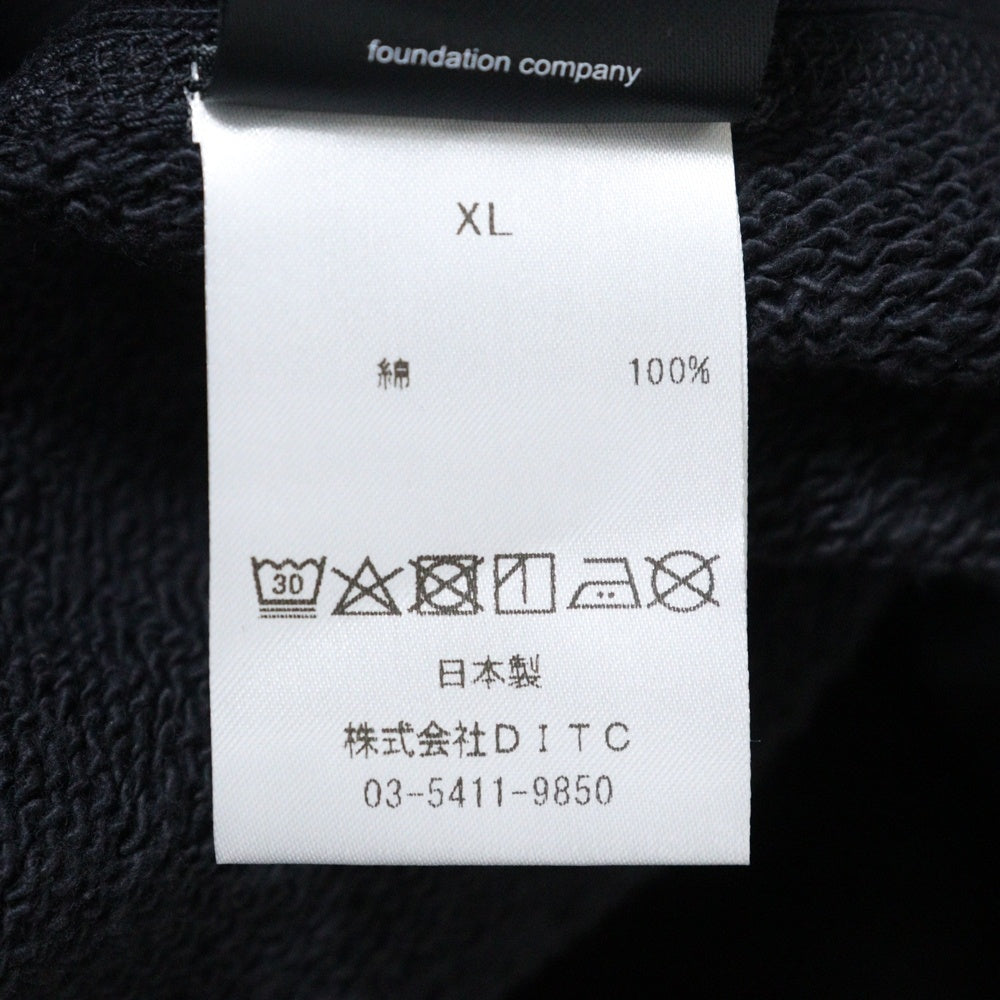 foundation company
XL
綿 100%
30
日本製
株式会社ＤＩＴＣ
03-5411-9850